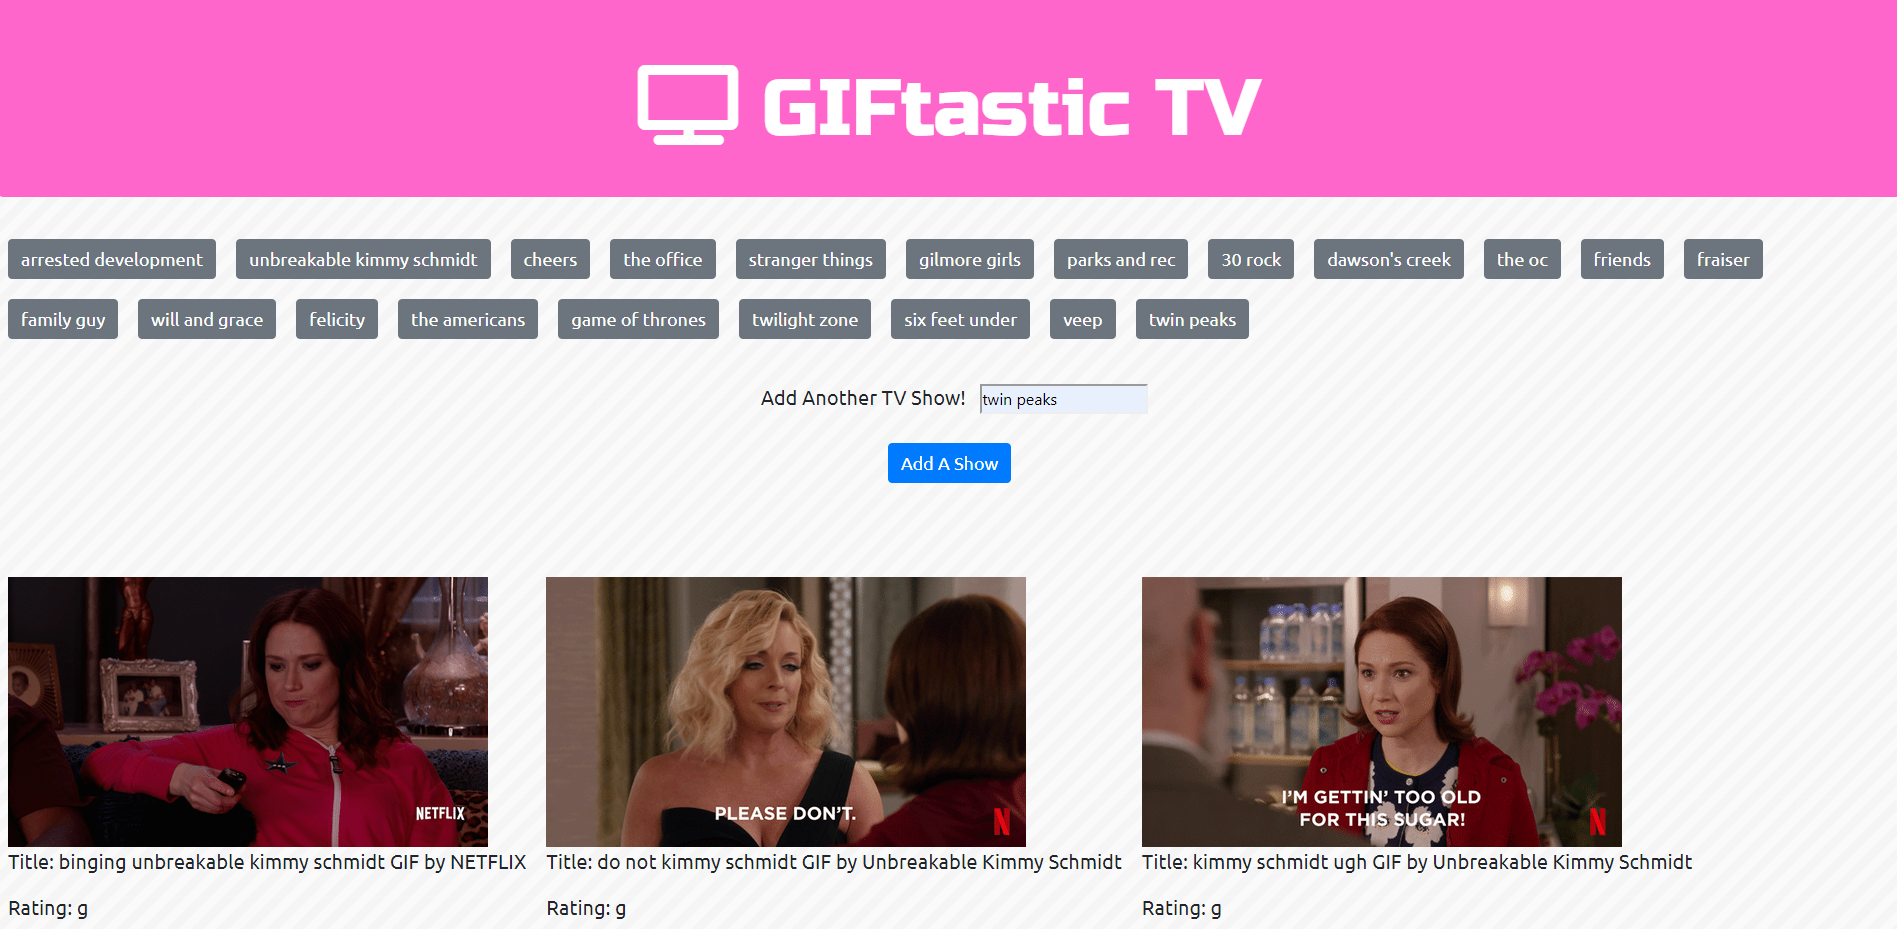 GIFtastic TV
arrested development unbreakable kimmy schmidt cheers the office stranger things gilmore girls parks and rec 30 rock dawson's creek the oc friends fraiser
family guy will and grace felicity the americans game of thrones twilight zone six feet under veep twin peaks
Add Another TV Show! twin peaks
Add A Show
NETFLIX
PLEASE DON'T.
N
I'M GETTIN' TOO OLD
FOR THIS SUGAR!
N
Title: binging unbreakable kimmy schmidt GIF by NETFLIX
Title: do not kimmy schmidt GIF by Unbreakable Kimmy Schmidt
Title: kimmy schmidt ugh GIF by Unbreakable Kimmy Schmidt
Rating: g
Rating: g
Rating: g